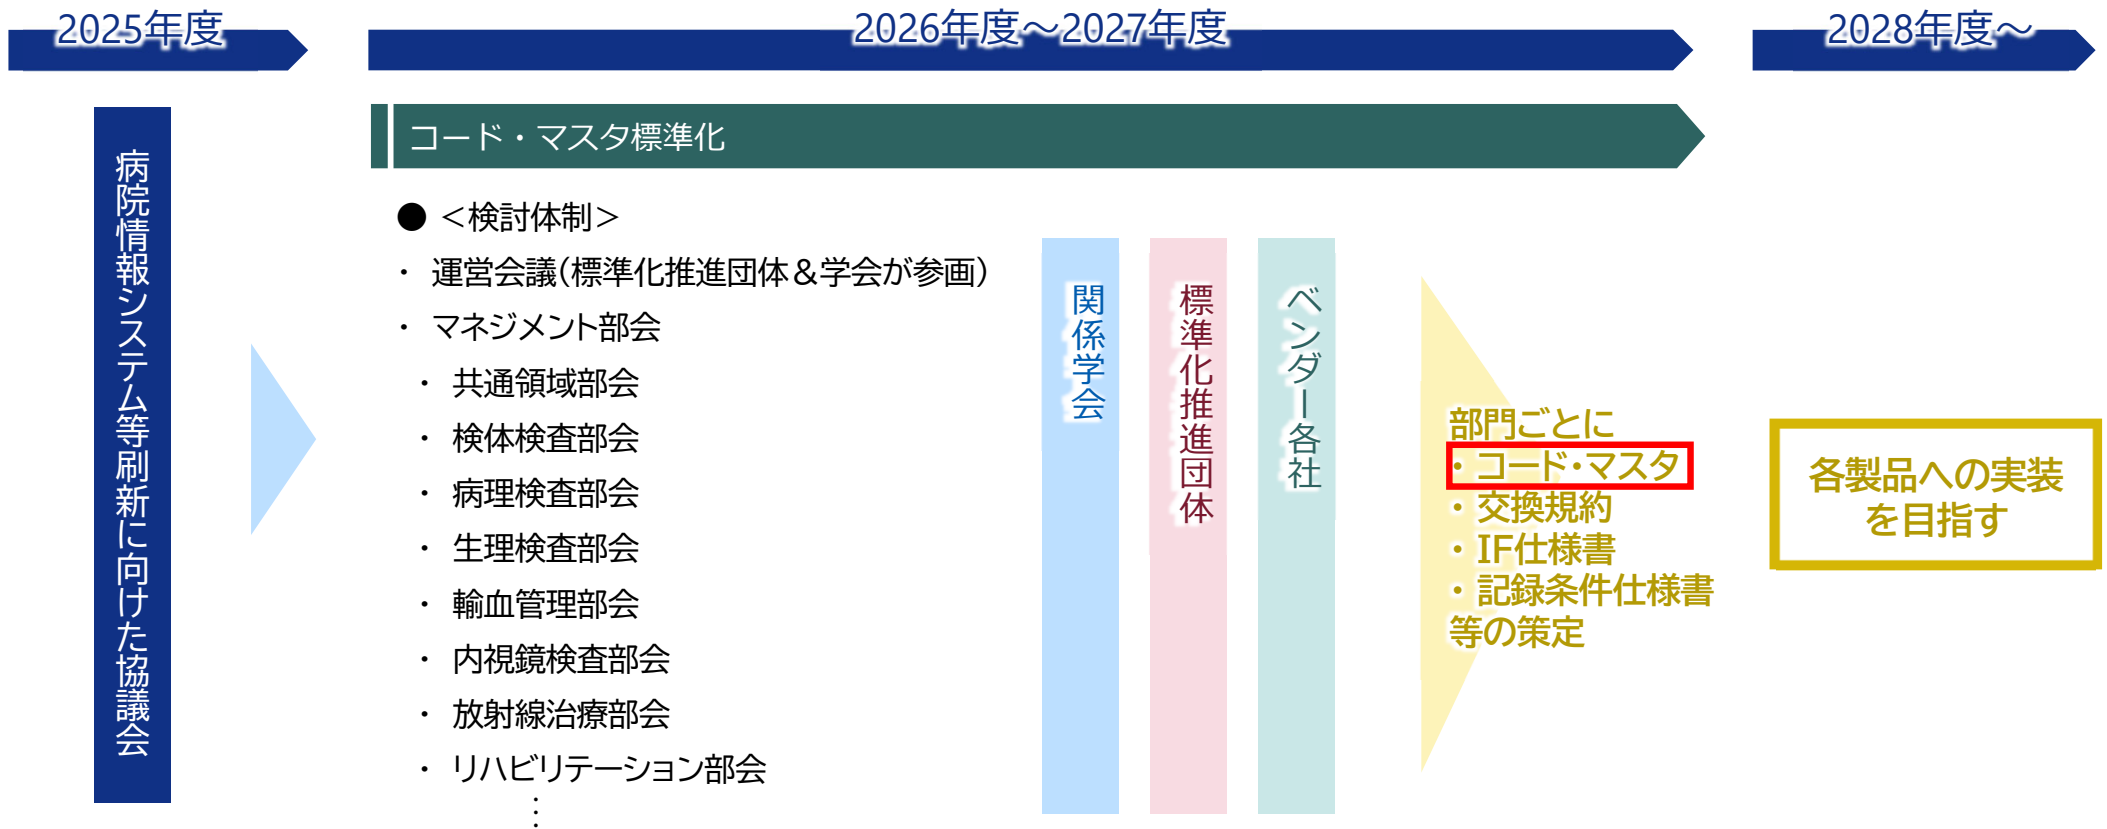 2025年度
2026年度～2027年度
2028年度～
病院情報システム等刷新に向けた協議会
コード・マスタ標準化
● ＜検討体制＞
・ 運営会議(標準化推進団体＆学会が参画)
・ マネジメント部会
・ 共通領域部会
・ 検体検査部会
・ 病理検査部会
・ 生理検査部会
・ 輸血管理部会
・ 内視鏡検査部会
・ 放射線治療部会
・ リハビリテーション部会
⋮
関係学会
標準化推進団体
ベンダー各社
部門ごとに
・コード・マスタ
・交換規約
・IF仕様書
・記録条件仕様書
等の策定
各製品への実装
を目指す